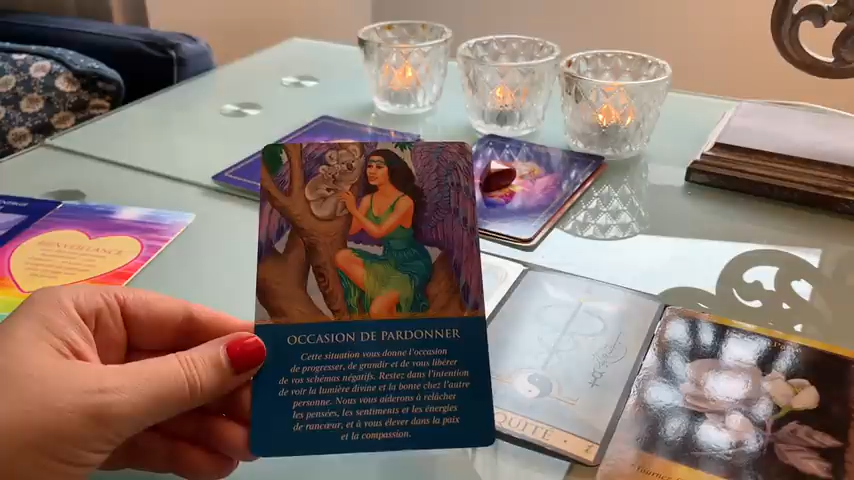 OCCASION DE PARDONNER
Cette situation vous donne l'occasion
de progresser, de grandir et de vous libérer
de vos schémas négatifs. Restez dans l'intention
de voir la lumière divine et la bonté chez l'autre
personne. Nous vous aiderons à relâcher
les pensées, les sentiments et les énergies
de rancœur, et à vous élever dans la paix
et la compassion.
BIENVEILLANCE